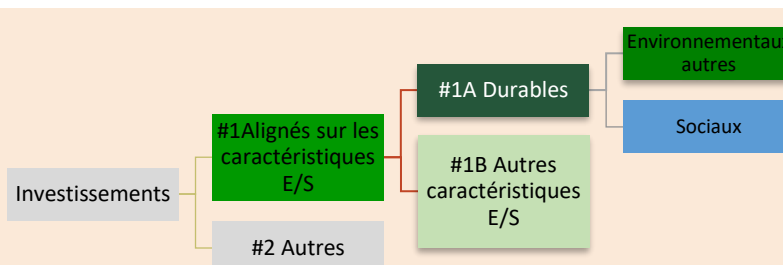 Environnementaux
autres
#1A Durables
#1Alignés sur les
caractéristiques
E/S
Sociaux
#1B Autres
caractéristiques
E/S
Investissements
#2 Autres